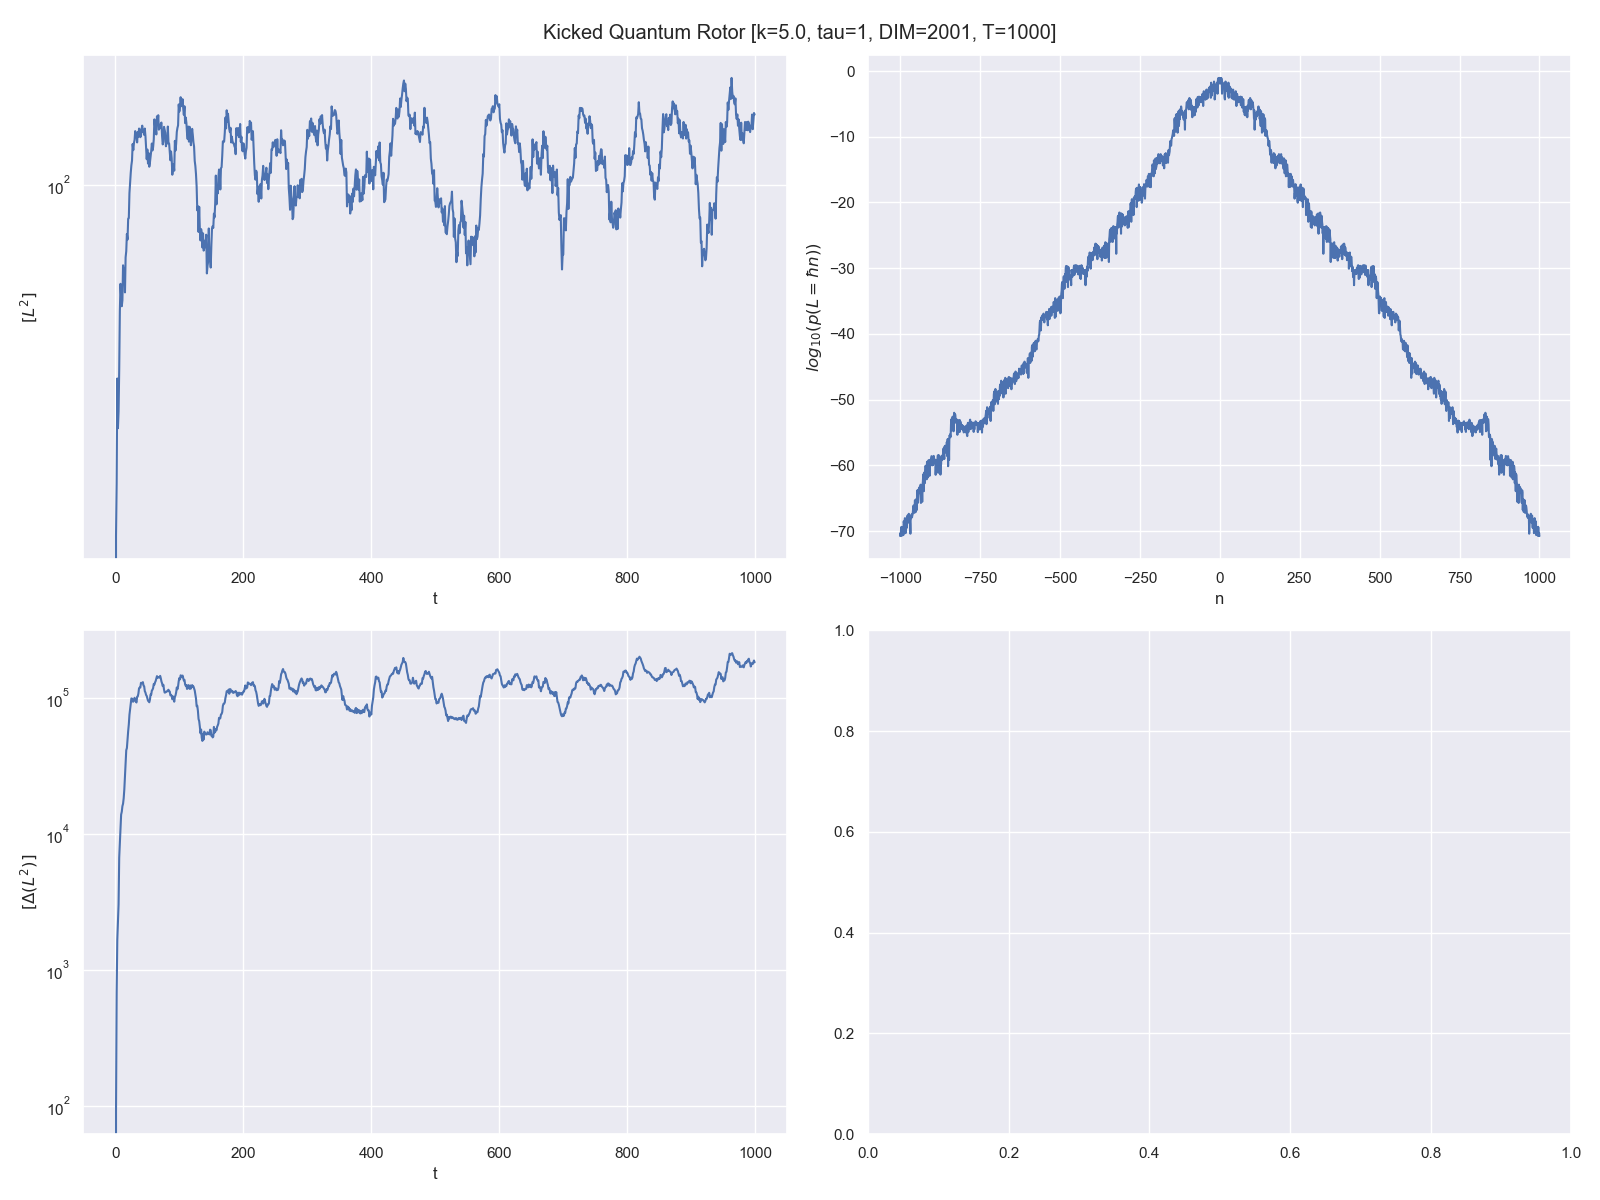 Kicked Quantum Rotor [k=5.0, tau=1, DIM=2001, T=1000]
[L²]
10²
0 200 400 600 800 1000
t
log₁₀(p(L = ħn))
0
−10
−20
−30
−40
−50
−60
−70
−1000 −750 −500 −250 0 250 500 750 1000
n
[Δ(L²)]
10⁵
10⁴
10³
10²
0 200 400 600 800 1000
t
1.0
0.8
0.6
0.4
0.2
0.0
0.0 0.2 0.4 0.6 0.8 1.0